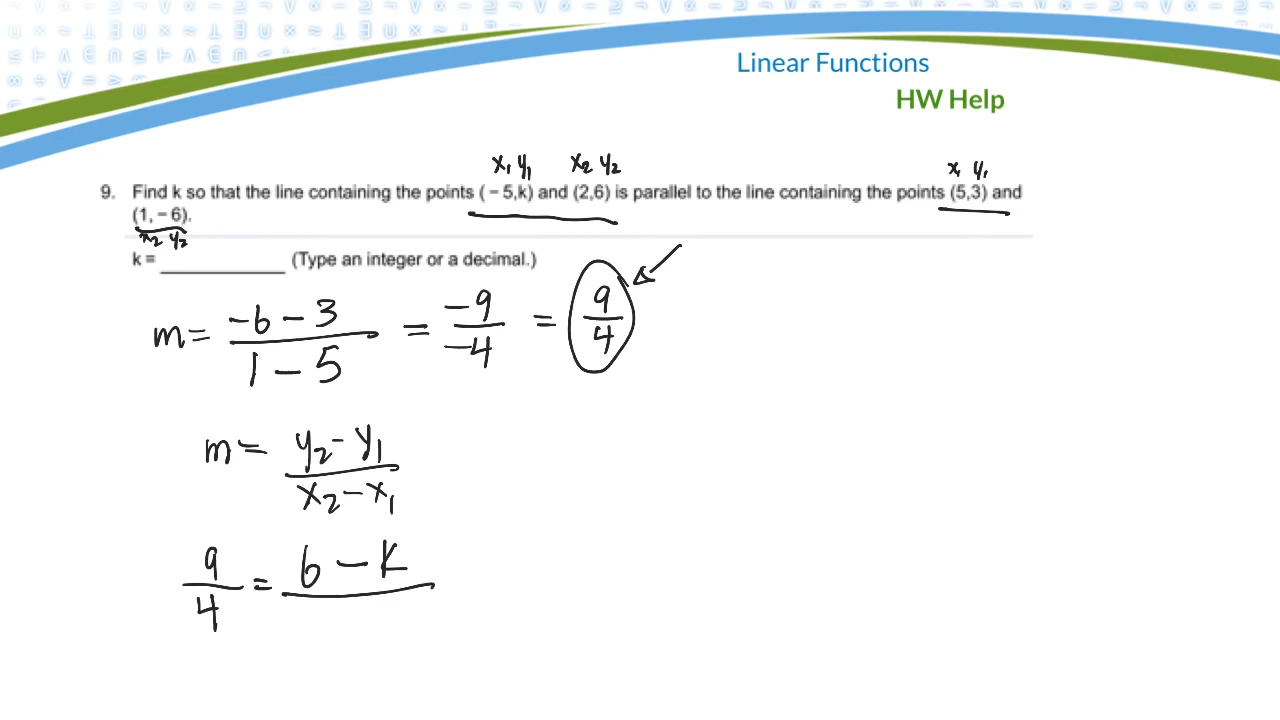 Linear Functions
HW Help
x₁ y₁ x₂ y₂ x₁ y₁
9. Find k so that the line containing the points (−5,k) and (2,6) is parallel to the line containing the points (5,3) and
(1,−6).
x₂ y₂
k = ____________ (Type an integer or a decimal.)
m = (−6 − 3)/(1 − 5) = −9/−4 = 9/4
m = (y₂ − y₁)/(x₂ − x₁)
9/4 = 6 − k